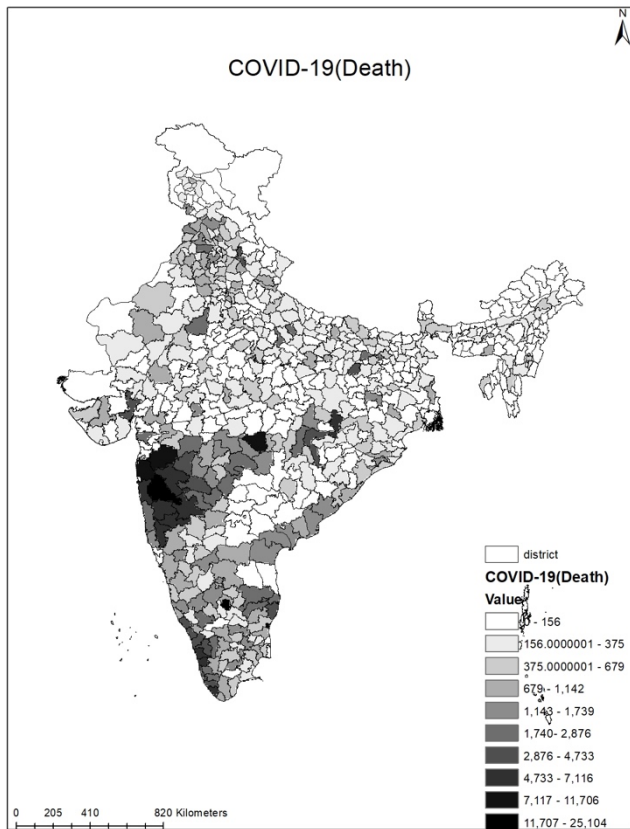 N
COVID-19(Death)
district
COVID-19(Death)
Value
- 156
156.0000001 - 375
375.0000001 - 679
679 - 1,142
1,143 - 1,739
1,740- 2,876
2,876 - 4,733
4,733 - 7,116
7,117 - 11,706
11,707 - 25,104
0 205 410 820 Kilometers